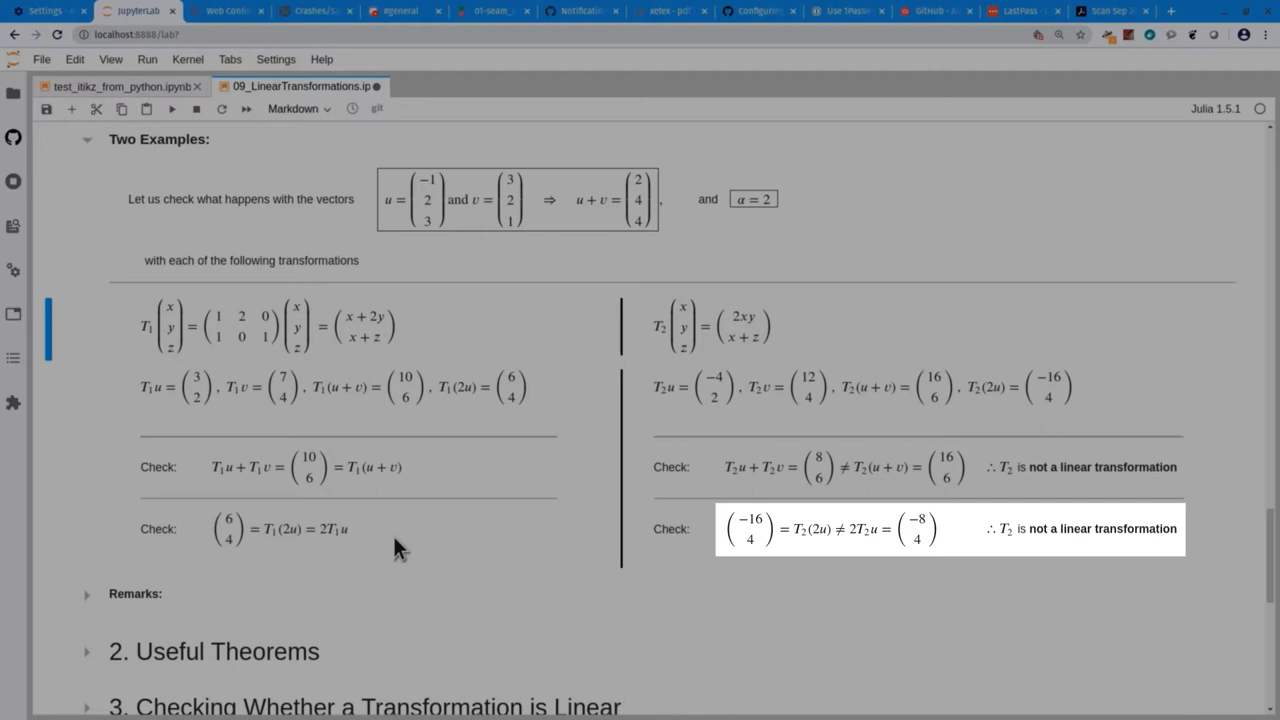 Settings - A
JupyterLab
Web Conf
Crashes/S
#general
01-seam_
Notificati
xetex - pdf
Configurin
Use 1Passw
GitHub - A
LastPass -
Scan Sep 2
localhost:8888/lab?
File Edit View Run Kernel Tabs Settings Help
test_itikz_from_python.ipynb
09_LinearTransformations.ip
Markdown
git
Julia 1.5.1
Two Examples:
Let us check what happens with the vectors u = (−1 2 3) and v = (3 2 1) ⇒ u + v = (2 4 4), and α = 2
with each of the following transformations
T₁ (x y z) = (1 2 0 1 0 1) (x y z) = (x + 2y x + z)
T₂ (x y z) = (2xy x + z)
T₁u = (3 2), T₁v = (7 4), T₁(u + v) = (10 6), T₁(2u) = (6 4)
T₂u = (−4 2), T₂v = (12 4), T₂(u + v) = (16 6), T₂(2u) = (−16 4)
Check: T₁u + T₁v = (10 6) = T₁(u + v)
Check: T₂u + T₂v = (8 6) ≠ T₂(u + v) = (16 6) ∴ T₂ is not a linear transformation
Check: (6 4) = T₁(2u) = 2T₁u
Check: (−16 4) = T₂(2u) ≠ 2T₂u = (−8 4) ∴ T₂ is not a linear transformation
Remarks:
2. Useful Theorems
3. Checking Whether a Transformation is Linear